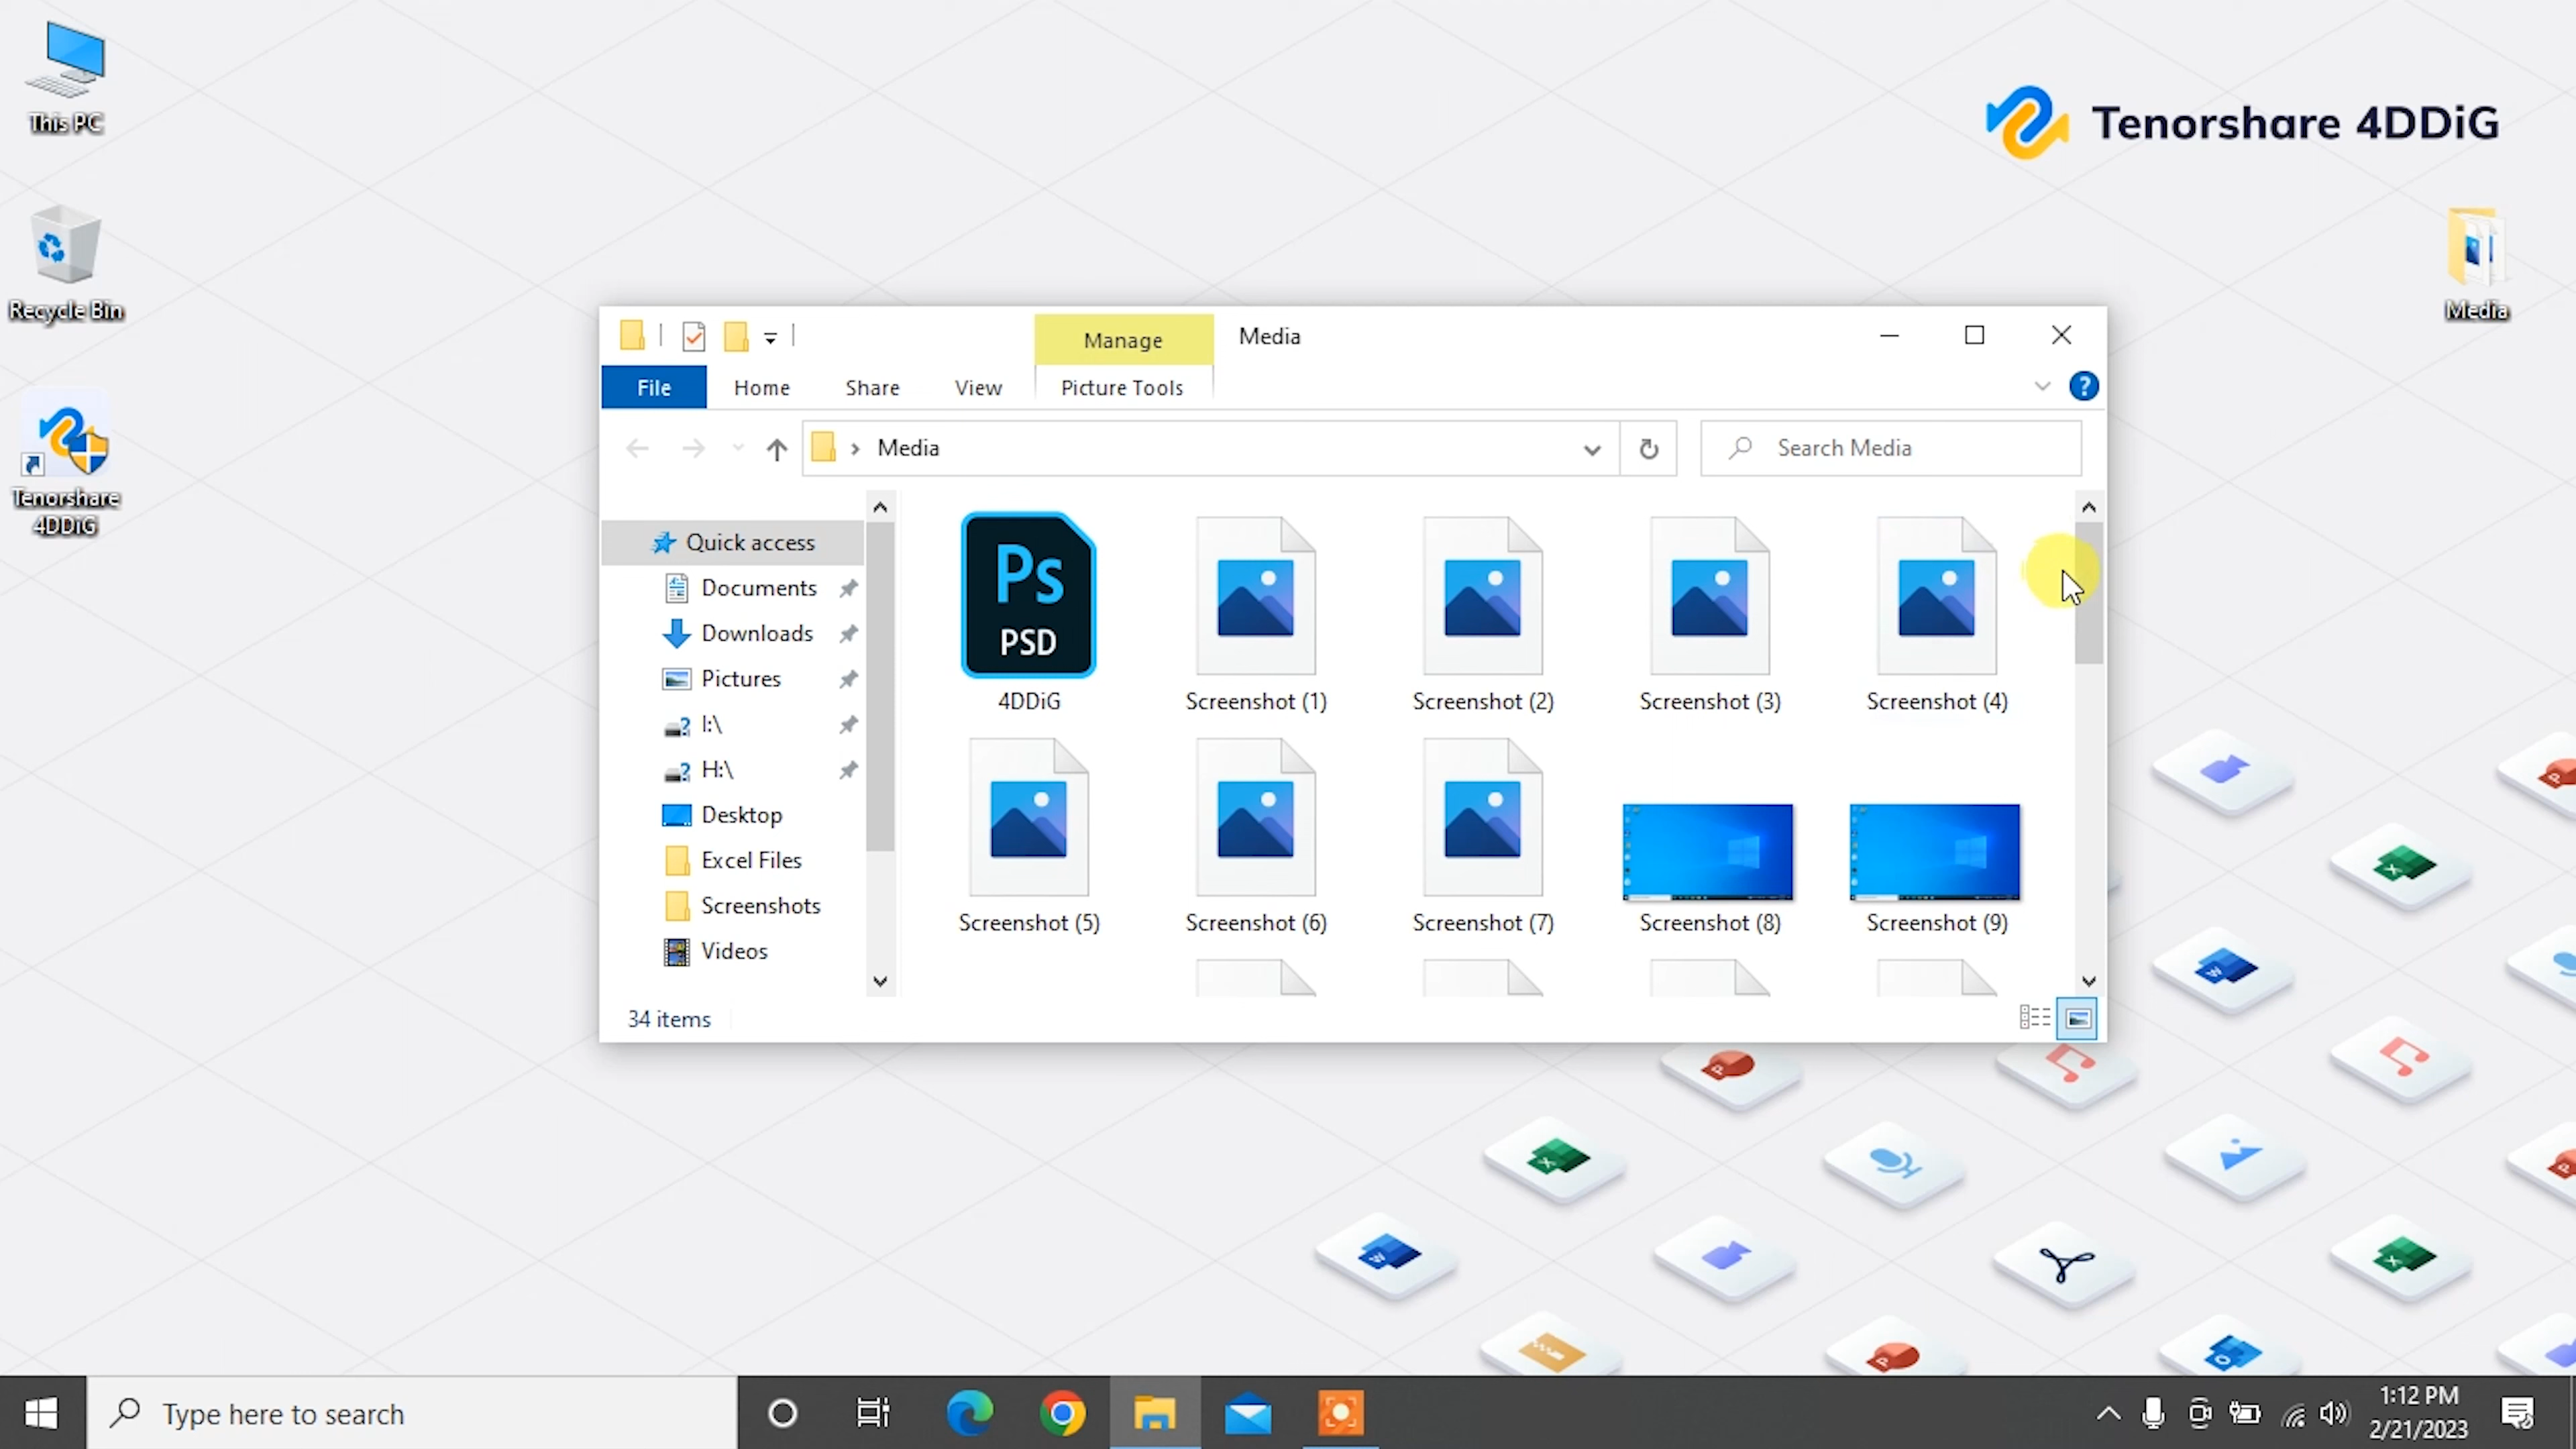 This PC
Tenorshare 4DDiG
Recycle Bin
Media
Tenorshare
4DDiG
Manage
Media
File
Home
Share
View
Picture Tools
?
Media
Search Media
Quick access
Documents
Downloads
Pictures
I:\
H:\
Desktop
Excel Files
Screenshots
Videos
Ps
PSD
4DDiG
Screenshot (1)
Screenshot (2)
Screenshot (3)
Screenshot (4)
Screenshot (5)
Screenshot (6)
Screenshot (7)
Screenshot (8)
Screenshot (9)
34 items
Type here to search
1:12 PM
2/21/2023